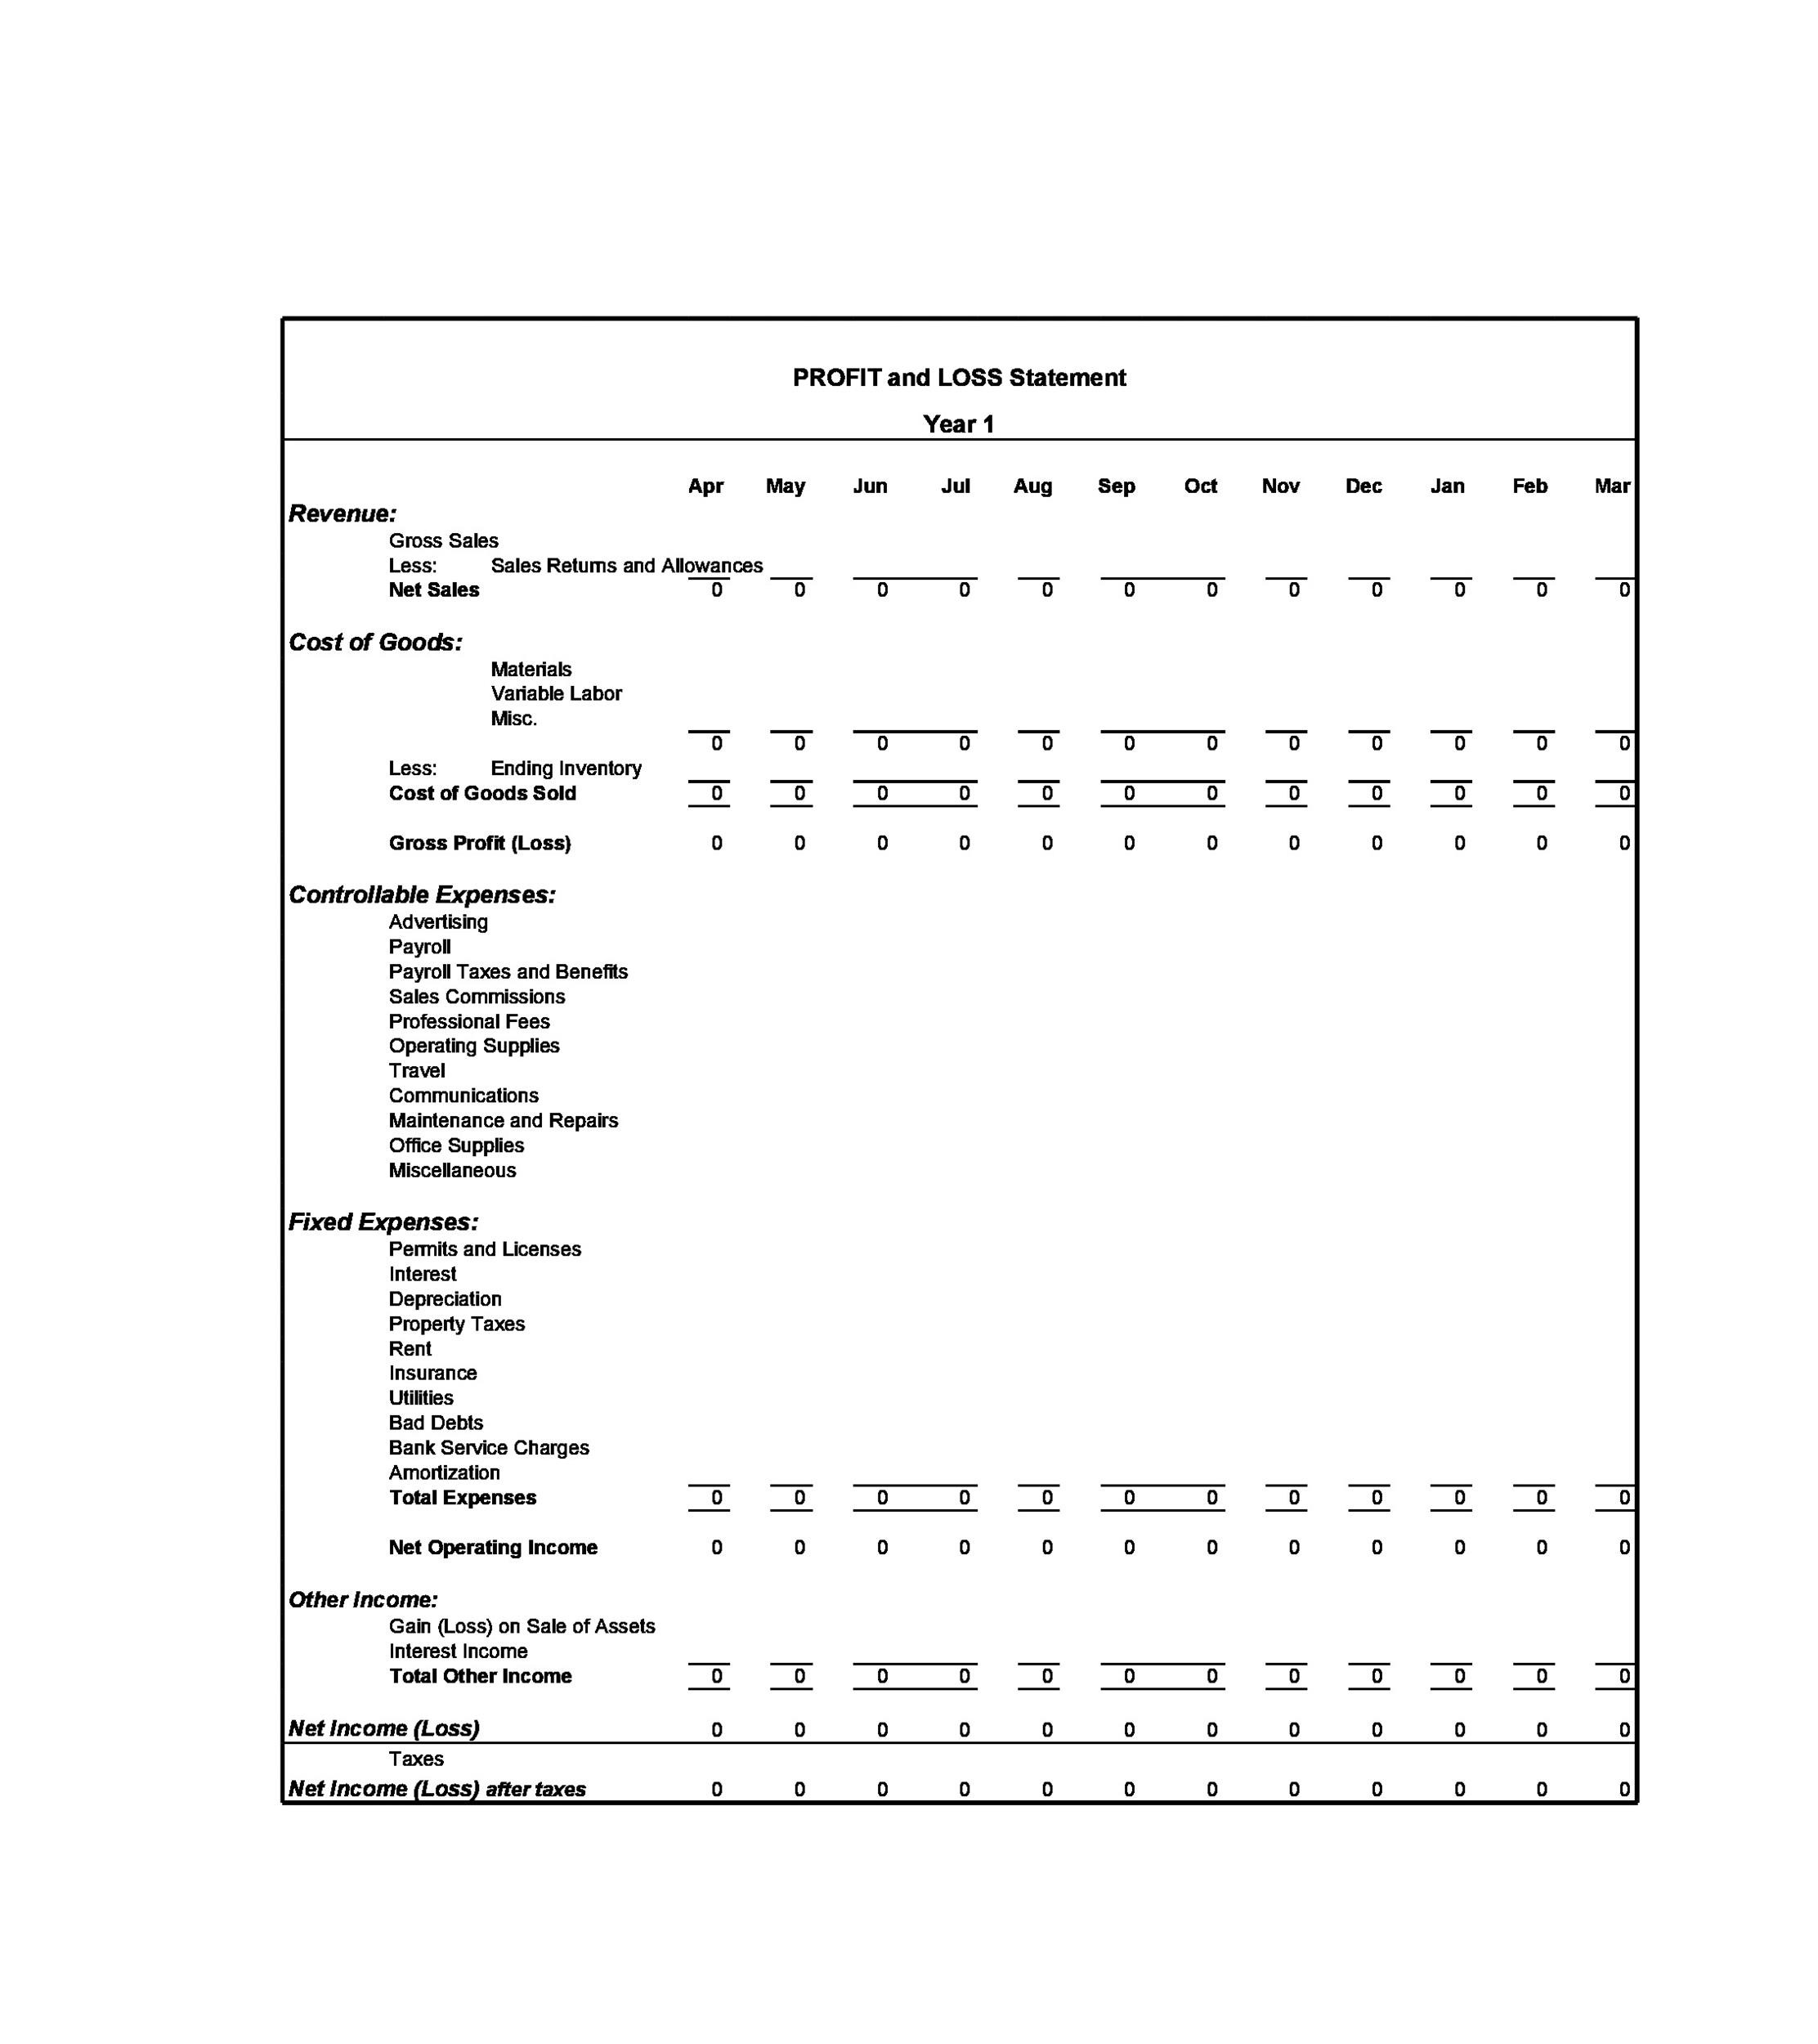 PROFIT and LOSS Statement
Year 1
Apr May Jun Jul Aug Sep Oct Nov Dec Jan Feb Mar
Revenue:
Gross Sales
Less: Sales Returns and Allowances
Net Sales 0 0 0 0 0 0 0 0 0 0 0 0
Cost of Goods:
Materials
Variable Labor
Misc.
0 0 0 0 0 0 0 0 0 0 0 0
Less: Ending Inventory
Cost of Goods Sold 0 0 0 0 0 0 0 0 0 0 0 0
Gross Profit (Loss) 0 0 0 0 0 0 0 0 0 0 0 0
Controllable Expenses:
Advertising
Payroll
Payroll Taxes and Benefits
Sales Commissions
Professional Fees
Operating Supplies
Travel
Communications
Maintenance and Repairs
Office Supplies
Miscellaneous
Fixed Expenses:
Permits and Licenses
Interest
Depreciation
Property Taxes
Rent
Insurance
Utilities
Bad Debts
Bank Service Charges
Amortization
Total Expenses 0 0 0 0 0 0 0 0 0 0 0 0
Net Operating Income 0 0 0 0 0 0 0 0 0 0 0 0
Other Income:
Gain (Loss) on Sale of Assets
Interest Income
Total Other Income 0 0 0 0 0 0 0 0 0 0 0 0
Net Income (Loss) 0 0 0 0 0 0 0 0 0 0 0 0
Taxes
Net Income (Loss) after taxes 0 0 0 0 0 0 0 0 0 0 0 0